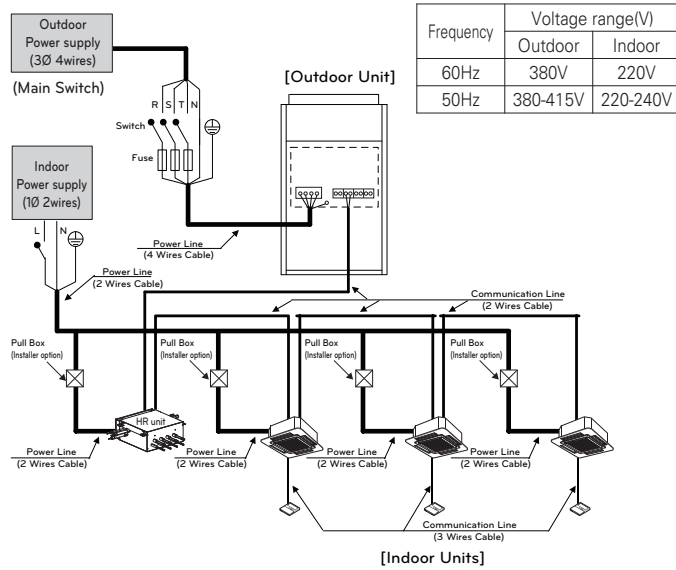 Outdoor
Power supply
(3Ø 4wires)
(Main Switch)
Frequency
Voltage range(V)
Outdoor
Indoor
60Hz
380V
220V
50Hz
380-415V
220-240V
[Outdoor Unit]
R S T N
Switch
Fuse
Indoor
Power supply
(1Ø 2wires)
L N
Power Line
(4 Wires Cable)
Power Line
(2 Wires Cable)
Communication Line
(2 Wires Cable)
Pull Box
(Installer option)
Pull Box
(Installer option)
Pull Box
(Installer option)
Pull Box
(Installer option)
HR unit
Power Line
(2 Wires Cable)
Power Line
(2 Wires Cable)
Power Line
(2 Wires Cable)
Power Line
(2 Wires Cable)
Communication Line
(3 Wires Cable)
[Indoor Units]